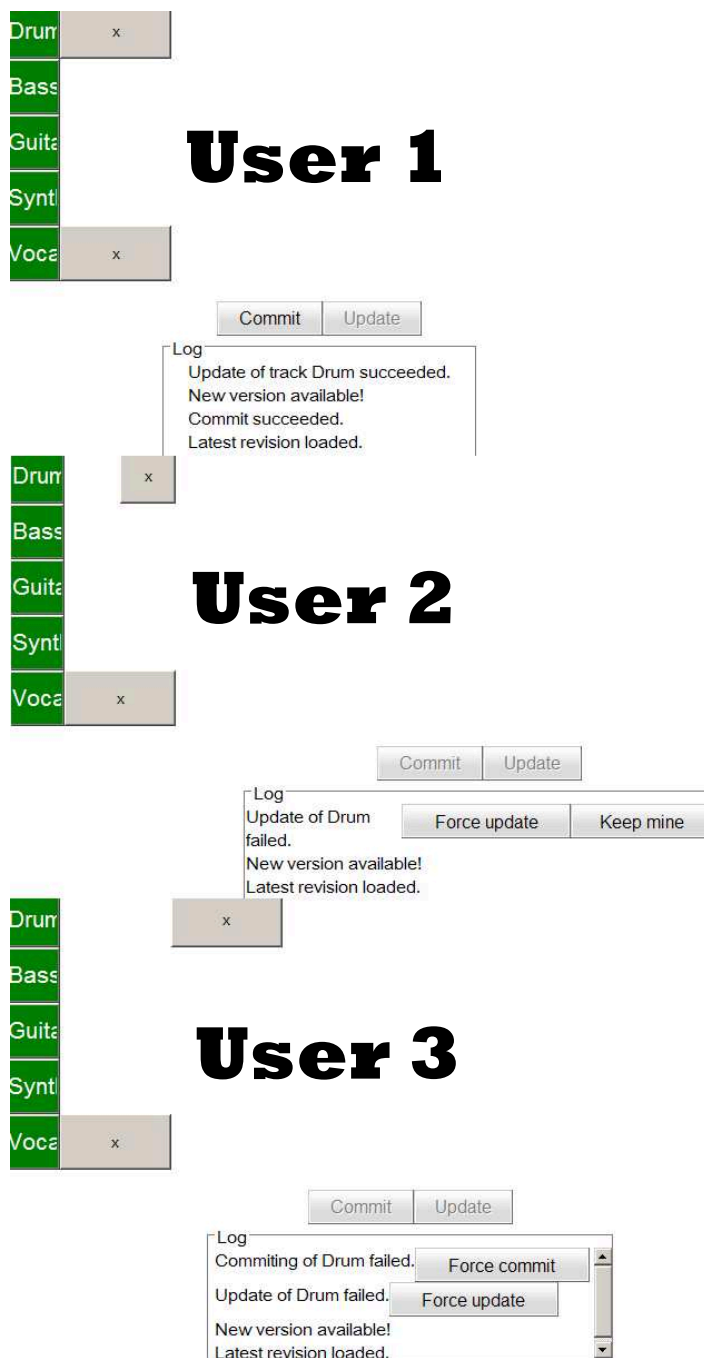 Drum x
Bass
Guita
User 1
Synt
Voca x
Commit Update
Log
Update of track Drum succeeded.
New version available!
Commit succeeded.
Latest revision loaded.
Drum x
Bass
Guita
User 2
Synt
Voca x
Commit Update
Log
Update of Drum failed. Force update Keep mine
New version available!
Latest revision loaded.
Drum x
Bass
Guita
User 3
Synt
Voca x
Commit Update
Log
Commiting of Drum failed. Force commit
Update of Drum failed. Force update
New version available!
Latest revision loaded.